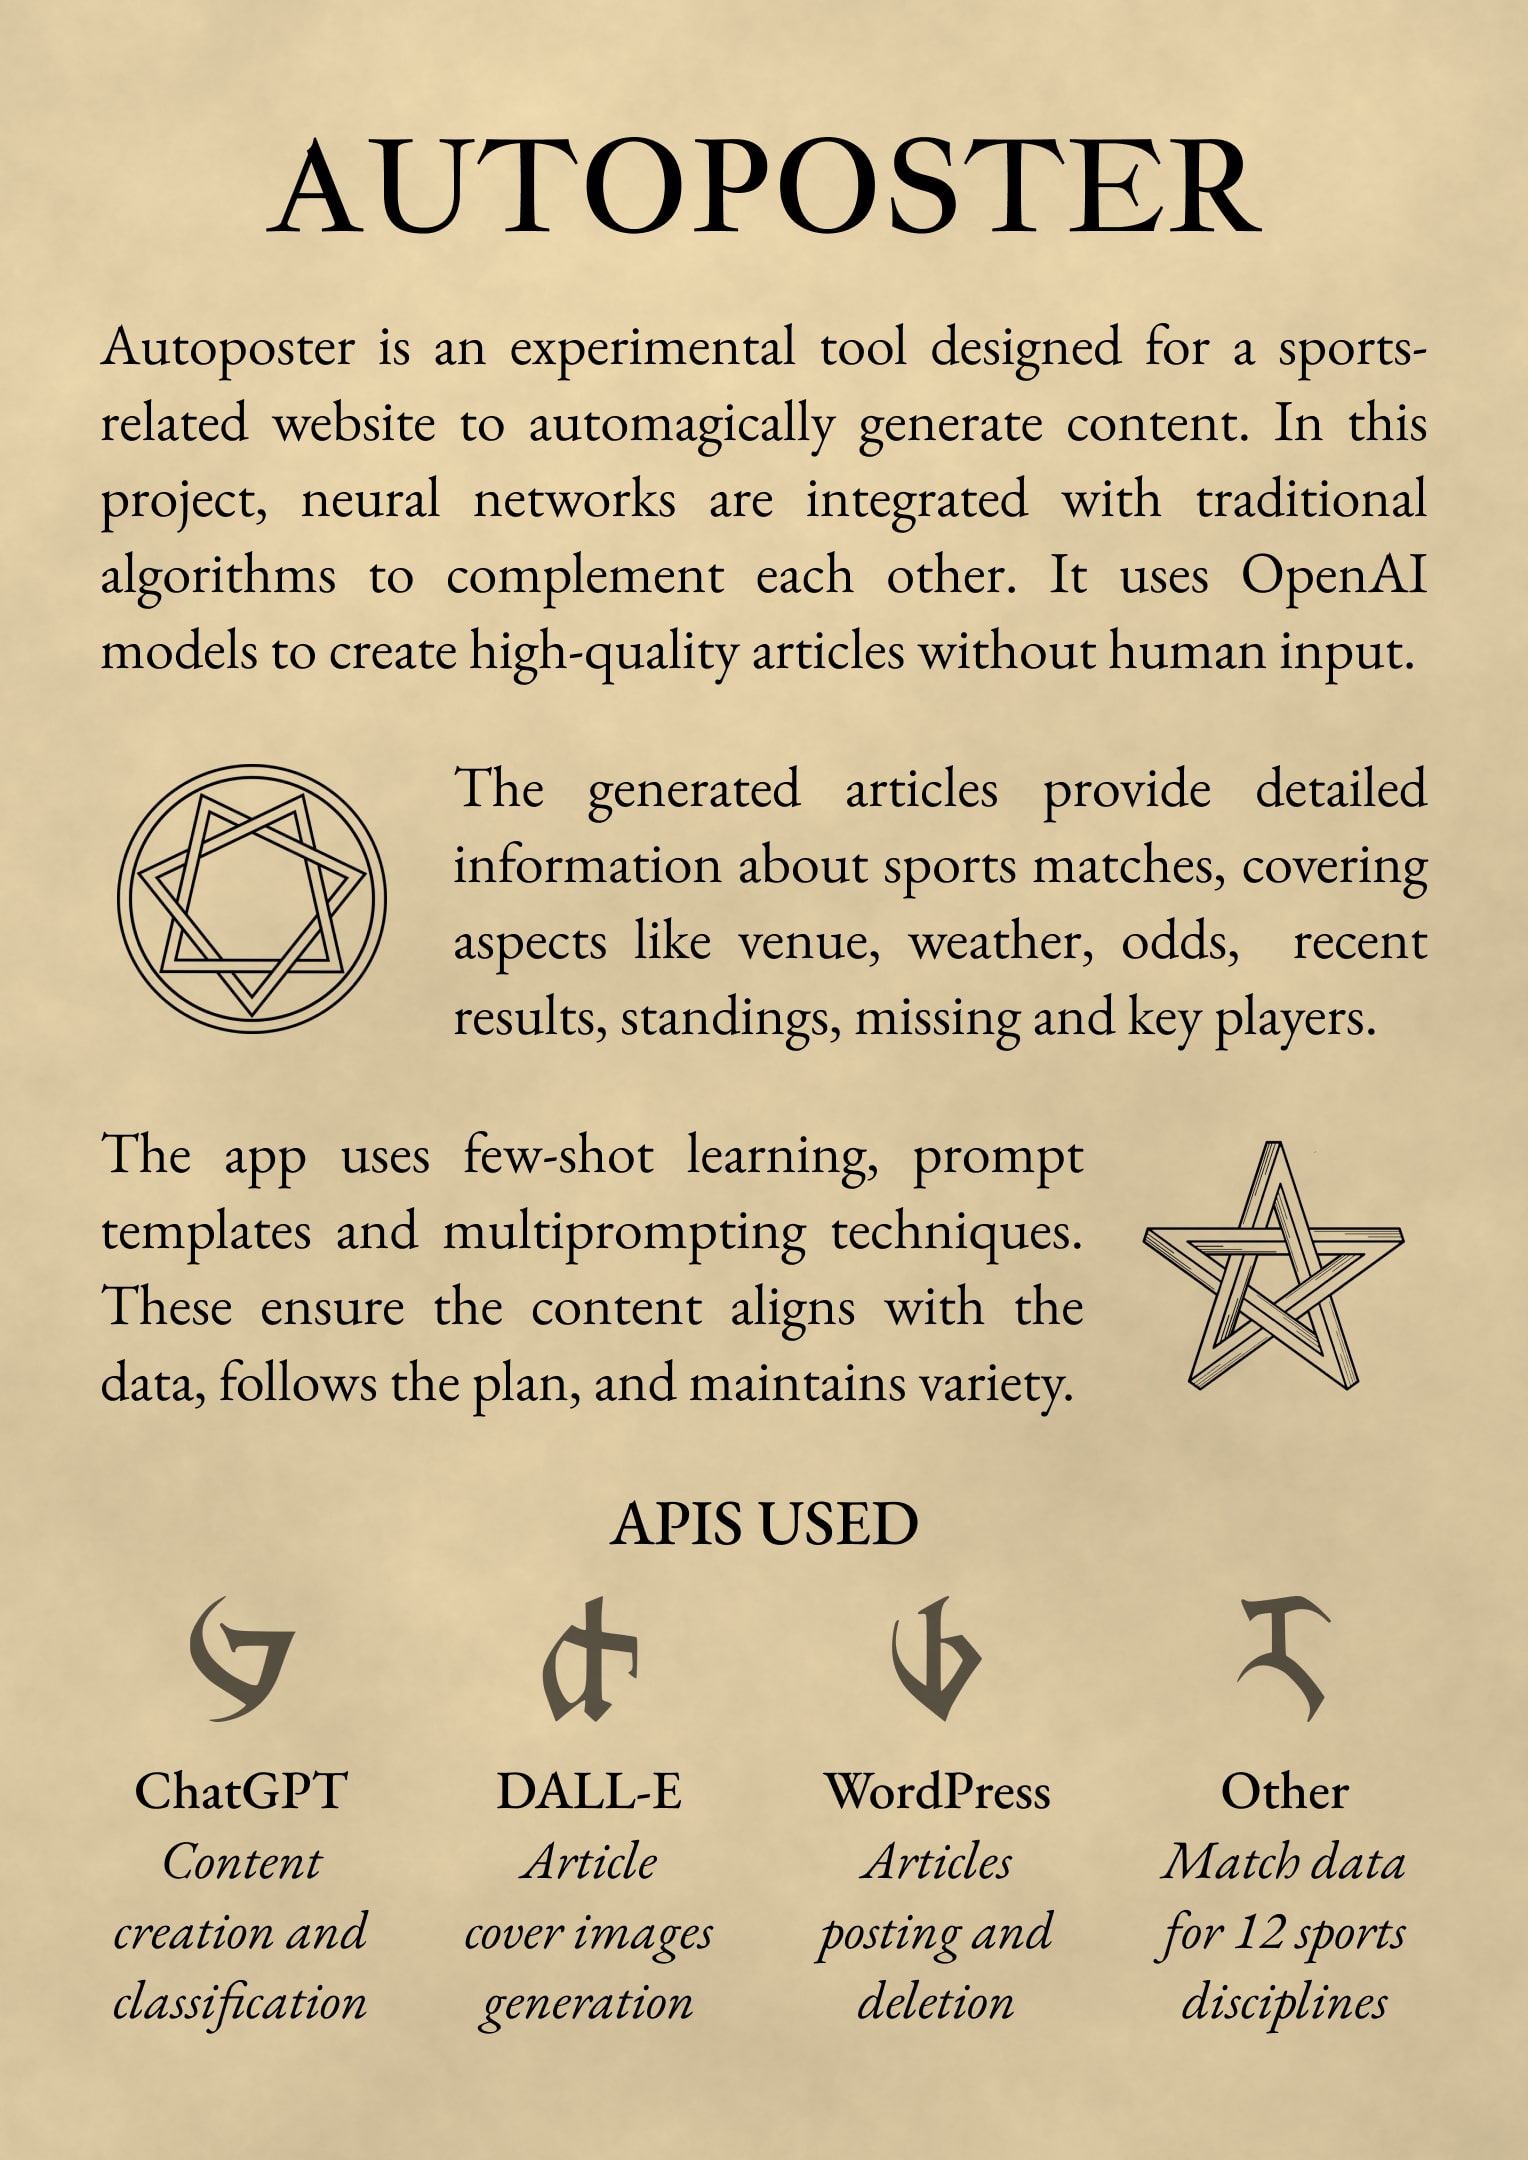 AUTOPOSTER
Autoposter is an experimental tool designed for a sports-
related website to automagically generate content. In this
project, neural networks are integrated with traditional
algorithms to complement each other. It uses OpenAI
models to create high-quality articles without human input.
The generated articles provide detailed
information about sports matches, covering
aspects like venue, weather, odds, recent
results, standings, missing and key players.
The app uses few-shot learning, prompt
templates and multiprompting techniques.
These ensure the content aligns with the
data, follows the plan, and maintains variety.
APIS USED
ChatGPT
Content
creation and
classification
DALL-E
Article
cover images
generation
WordPress
Articles
posting and
deletion
Other
Match data
for 12 sports
disciplines